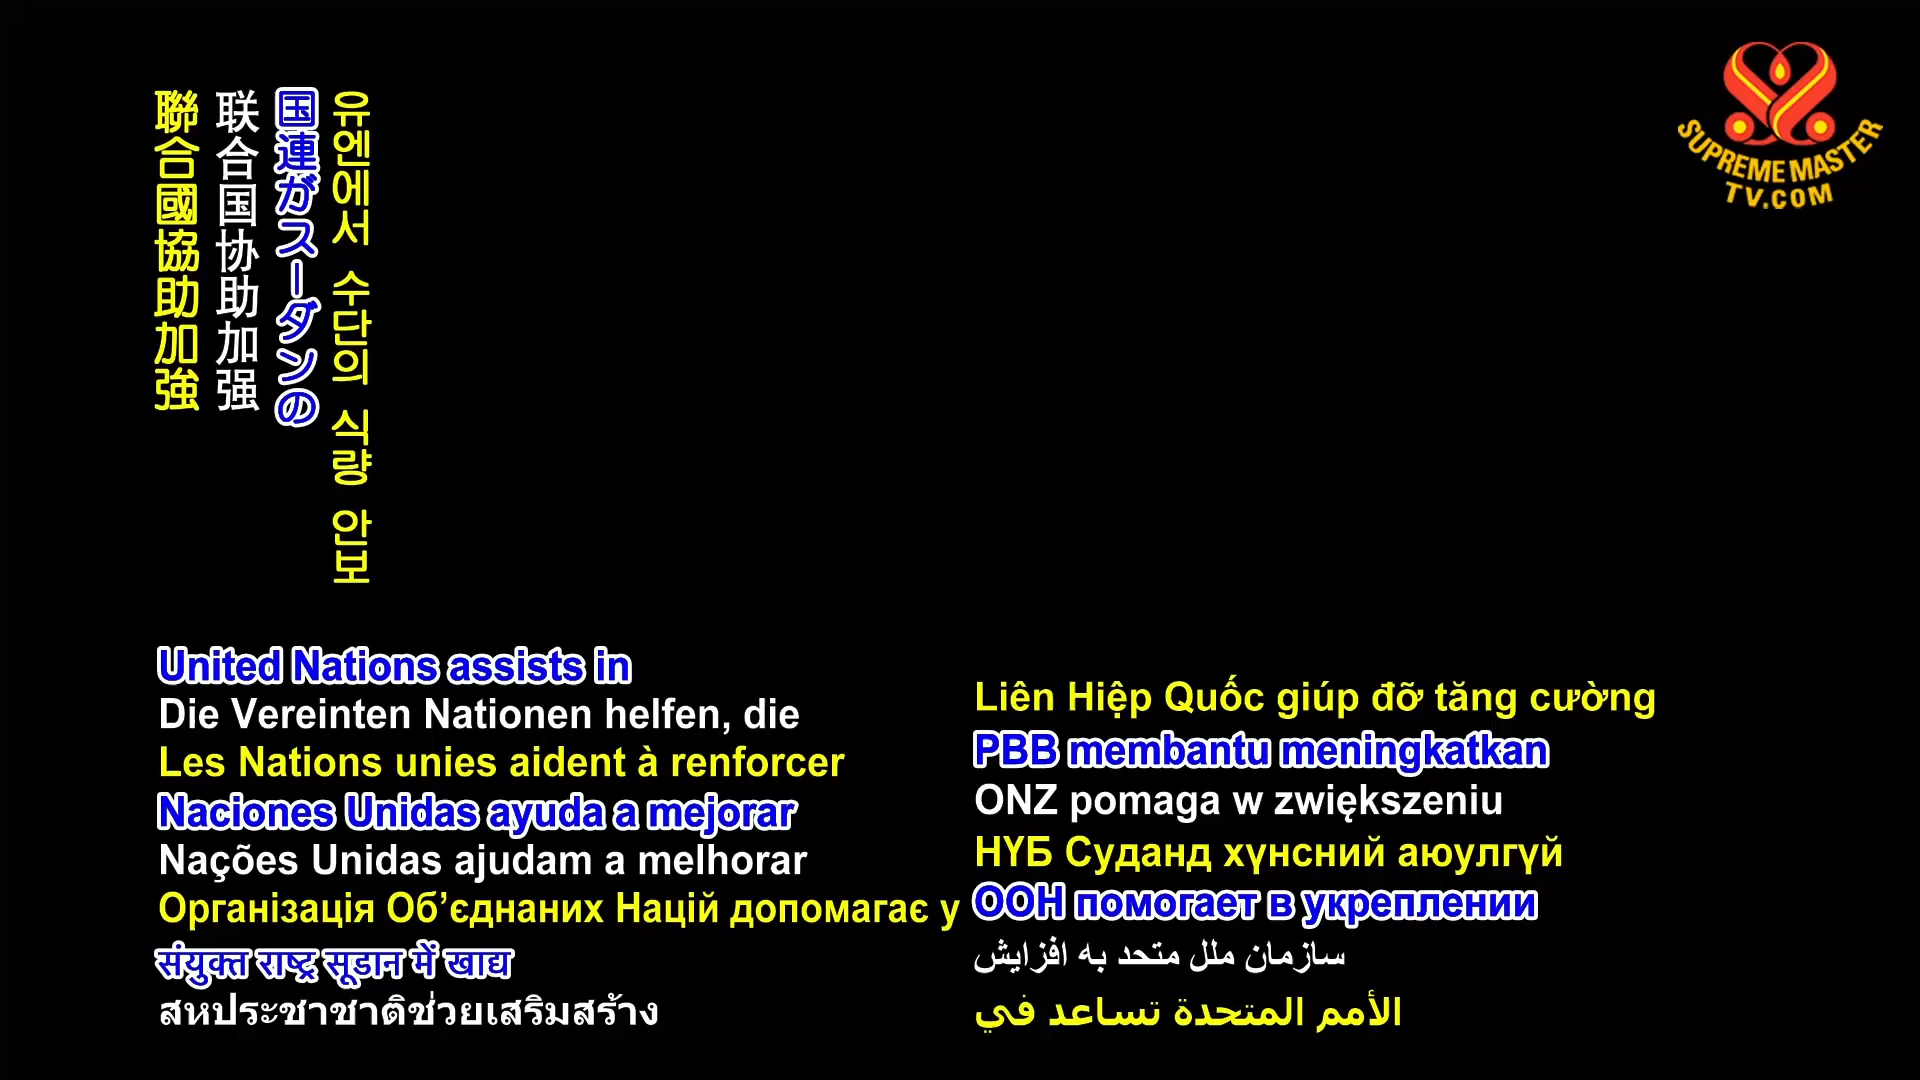 聯合國協助加強
联合国协助加强
国連がスーダンの
유엔에서 수단의 식량 안보
SUPREME MASTER
TV.COM
United Nations assists in
Die Vereinten Nationen helfen, die
Les Nations unies aident à renforcer
Naciones Unidas ayuda a mejorar
Nações Unidas ajudam a melhorar
Організація Об’єднаних Націй допомагає у
संयुक्त राष्ट्र सूडान में खाद्य
สหประชาชาติช่วยเสริมสร้าง
Liên Hiệp Quốc giúp đỡ tăng cường
PBB membantu meningkatkan
ONZ pomaga w zwiększeniu
НҮБ Суданд хүнсний аюулгүй
ООН помогает в укреплении
سازمان ملل متحد به افزایش
الأمم المتحدة تساعد في